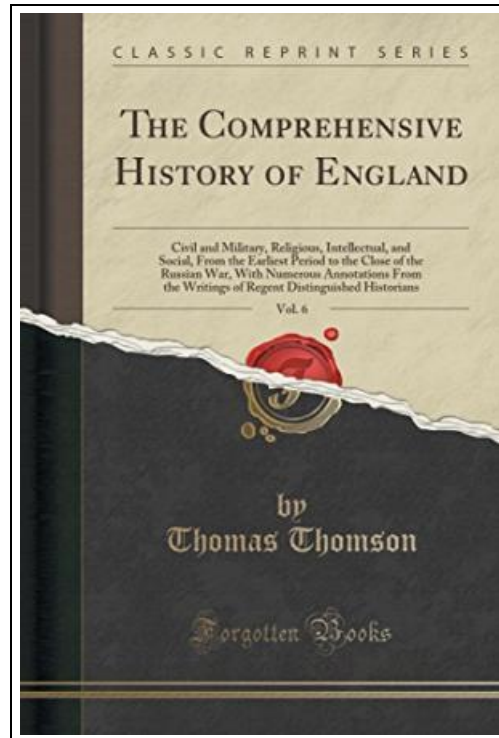 CLASSIC REPRINT SERIES
THE COMPREHENSIVE
HISTORY OF ENGLAND
Civil and Military, Religious, Intellectual, and
Social, From the Earliest Period to the Close of the
Russian War, With Numerous Annotations From
the Writings of Regent Distinguished Historians
Vol. 6
by
Thomas Thomson
Forgotten Books